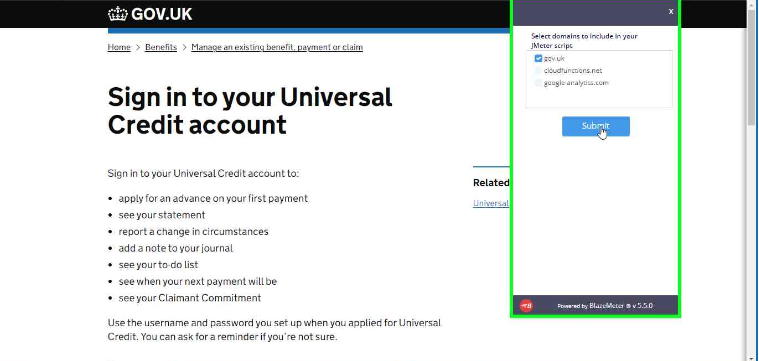 GOV.UK
Home > Benefits > Manage an existing benefit, payment or claim
Sign in to your Universal
Credit account
Sign in to your Universal Credit account to:
• apply for an advance on your first payment
• see your statement
• report a change in circumstances
• add a note to your journal
• see your to-do list
• see when your next payment will be
• see your Claimant Commitment
Use the username and password you set up when you applied for Universal
Credit. You can ask for a reminder if you're not sure.
Related
Universal
x
Select domains to include in your
JMeter script
gov.uk
cloudfunctions.net
google-analytics.com
Submit
Powered by BlazeMeter ® v 5.5.0